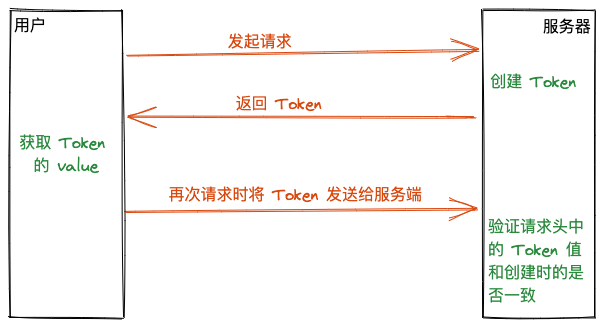 用户
服务器
发起请求
创建 Token
返回 Token
获取 Token
的 value
再次请求时将 Token 发送给服务端
验证请求头中
的 Token 值
和创建时的是
否一致